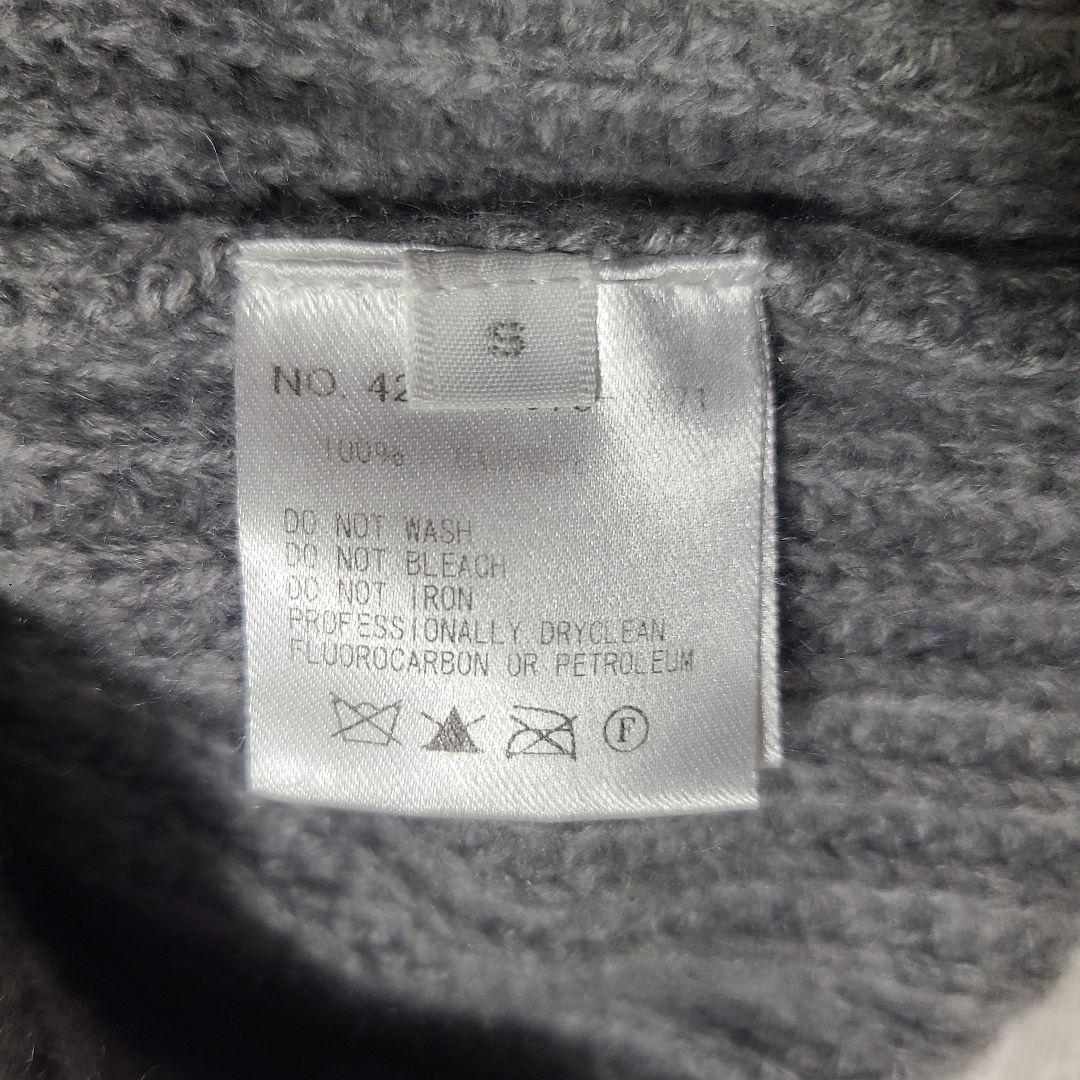 S
NO. 42
100%
DO NOT WASH
DO NOT BLEACH
DO NOT IRON
PROFESSIONALLY DRYCLEAN
FLUOROCARBON OR PETROLEUM
F